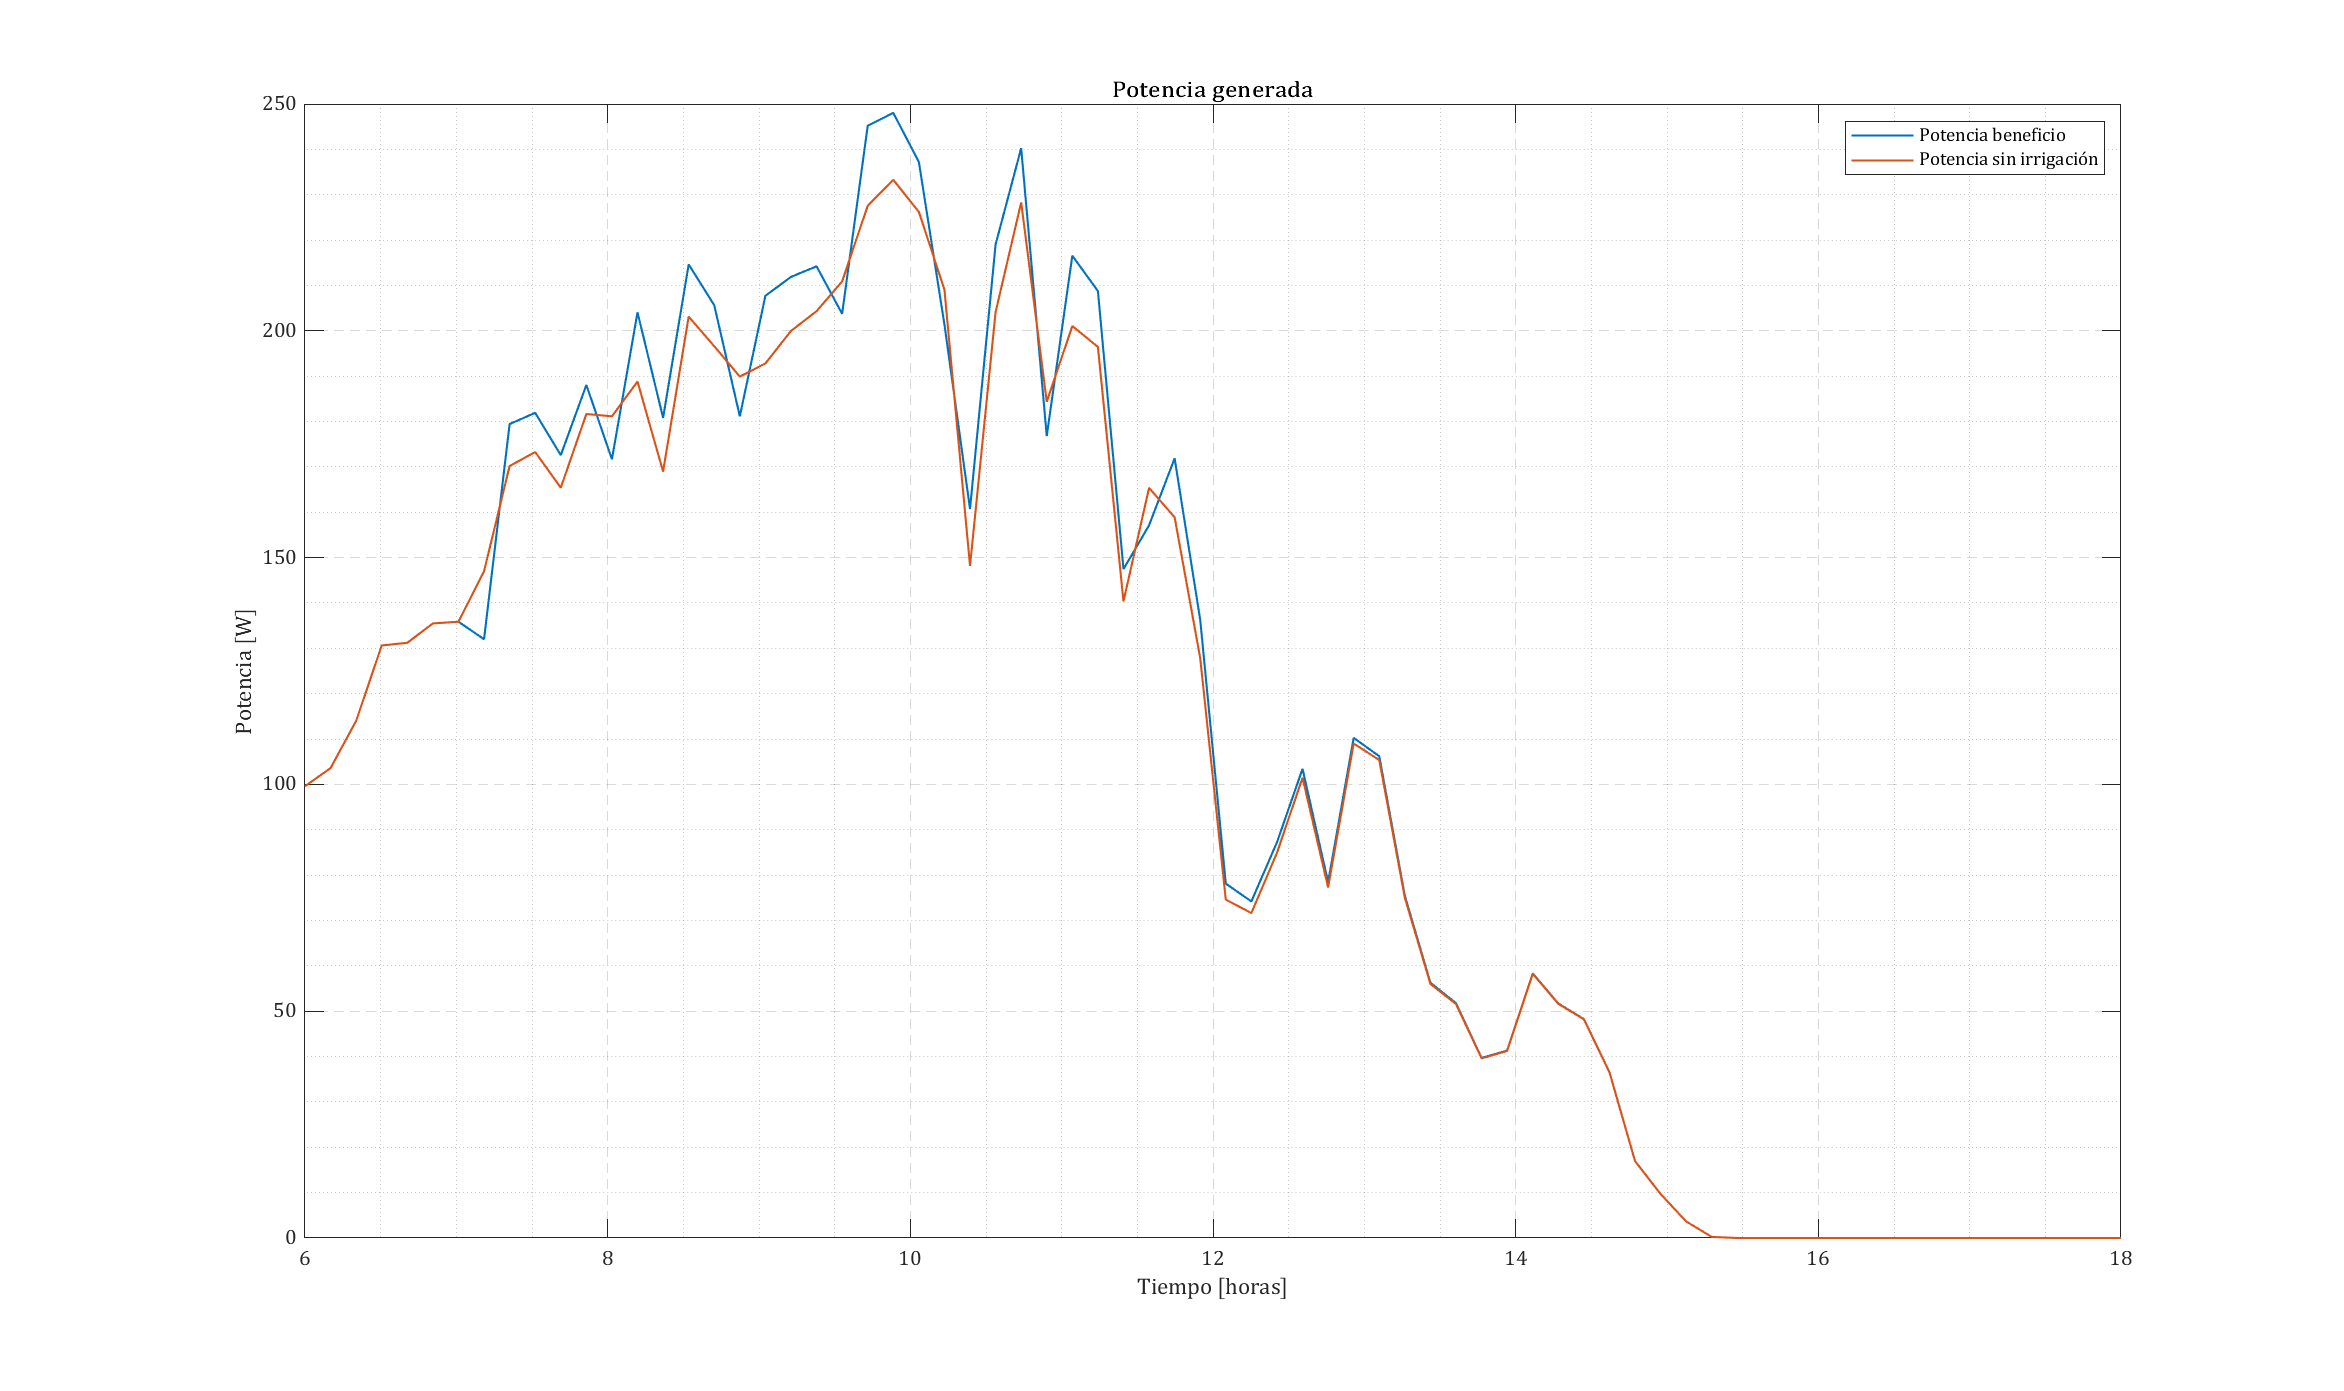 Potencia generada
250
200
150
100
50
0
Potencia [W]
Potencia beneficio
Potencia sin irrigación
6 8 10 12 14 16 18
Tiempo [horas]